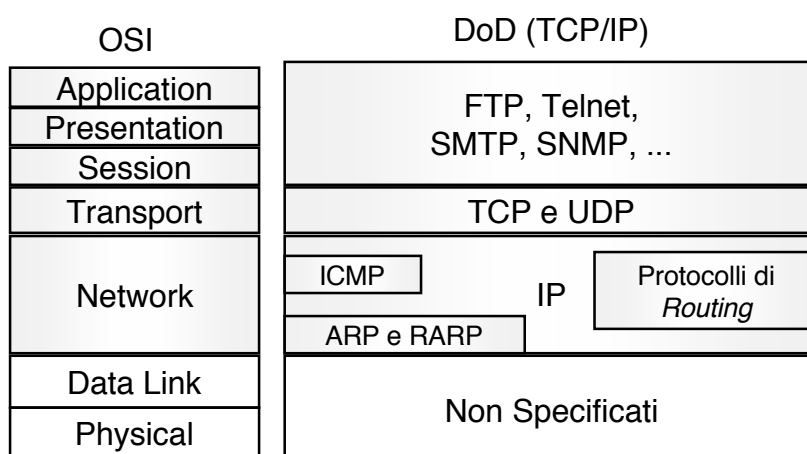 OSI
DoD (TCP/IP)
Application
Presentation
Session
Transport
Network
Data Link
Physical
FTP, Telnet,
SMTP, SNMP, ...
TCP e UDP
ICMP
IP
Protocolli di
Routing
ARP e RARP
Non Specificati